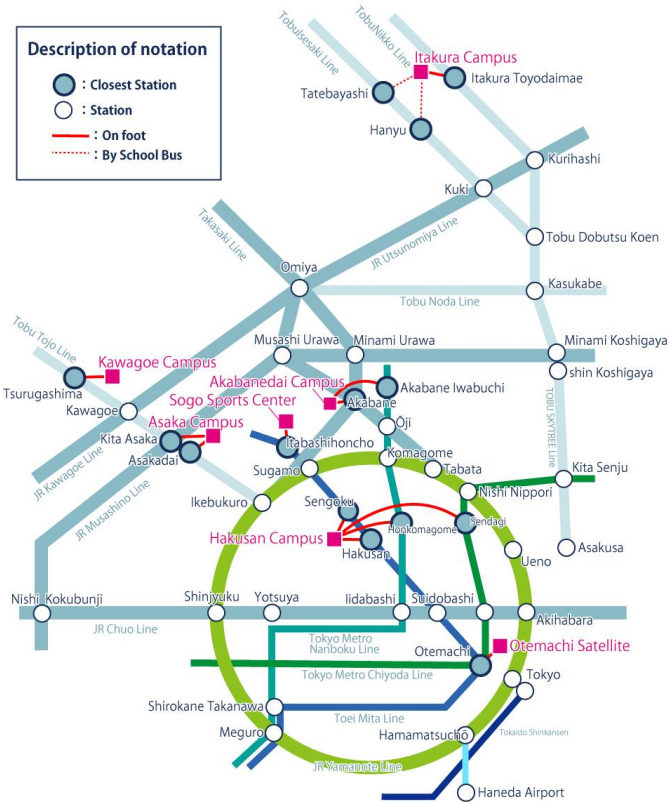 Description of notation
: Closest Station
: Station
: On foot
: By School Bus
TobuIsesaki Line
TobuNikko Line
Itakura Campus
Itakura Toyodaimae
Tatebayashi
Hanyu
Kurihashi
Kuki
Takasaki Line
JR Utsunomiya Line
Tobu Dobutsu Koen
Omiya
Kasukabe
Tobu Noda Line
Tobu Tojo Line
Musashi Urawa
Minami Urawa
Minami Koshigaya
shin Koshigaya
Kawagoe Campus
Akabanedai Campus
Tsurugashima
Sogo Sports Center
Akabane Iwabuchi
Akabane
Kawagoe
Asaka Campus
TOBU SKYTREE Line
Kita Asaka
Itabashihoncho
Ōji
Asakadai
Komagome
JR Kawagoe Line
Sugamo
Tabata
Kita Senju
JR Musashino Line
Ikebukuro
Nishi Nippori
Sengoku
Honkomagome
Sendagi
Hakusan Campus
Hakusan
Ueno
Asakusa
Nishi Kokubunji
Shinjyuku
Yotsuya
Iidabashi
Suidobashi
Akihabara
JR Chuo Line
Tokyo Metro
Nanboku Line
Otemachi
Otemachi Satellite
Tokyo Metro Chiyoda Line
Tokyo
Shirokane Takanawa
Toei Mita Line
Meguro
Hamamatsuchō
Tokaido Shinkansen
JR Yamanote Line
Haneda Airport